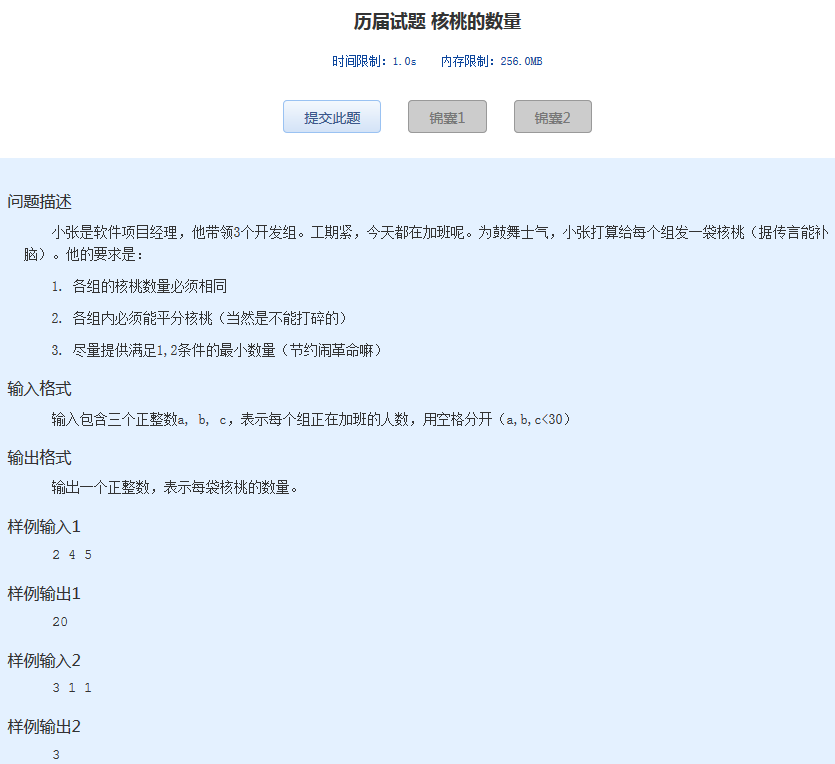 历届试题 核桃的数量
时间限制：1.0s 内存限制：256.0MB
提交此题 锦囊1 锦囊2
问题描述
小张是软件项目经理，他带领3个开发组。工期紧，今天都在加班呢。为鼓舞士气，小张打算给每个组发一袋核桃（据传言能补
脑）。他的要求是：
1. 各组的核桃数量必须相同
2. 各组内必须能平分核桃（当然是不能打碎的）
3. 尽量提供满足1,2条件的最小数量（节约闹革命嘛）
输入格式
输入包含三个正整数a, b, c，表示每个组正在加班的人数，用空格分开（a,b,c<30）
输出格式
输出一个正整数，表示每袋核桃的数量。
样例输入1
2 4 5
样例输出1
20
样例输入2
3 1 1
样例输出2
3